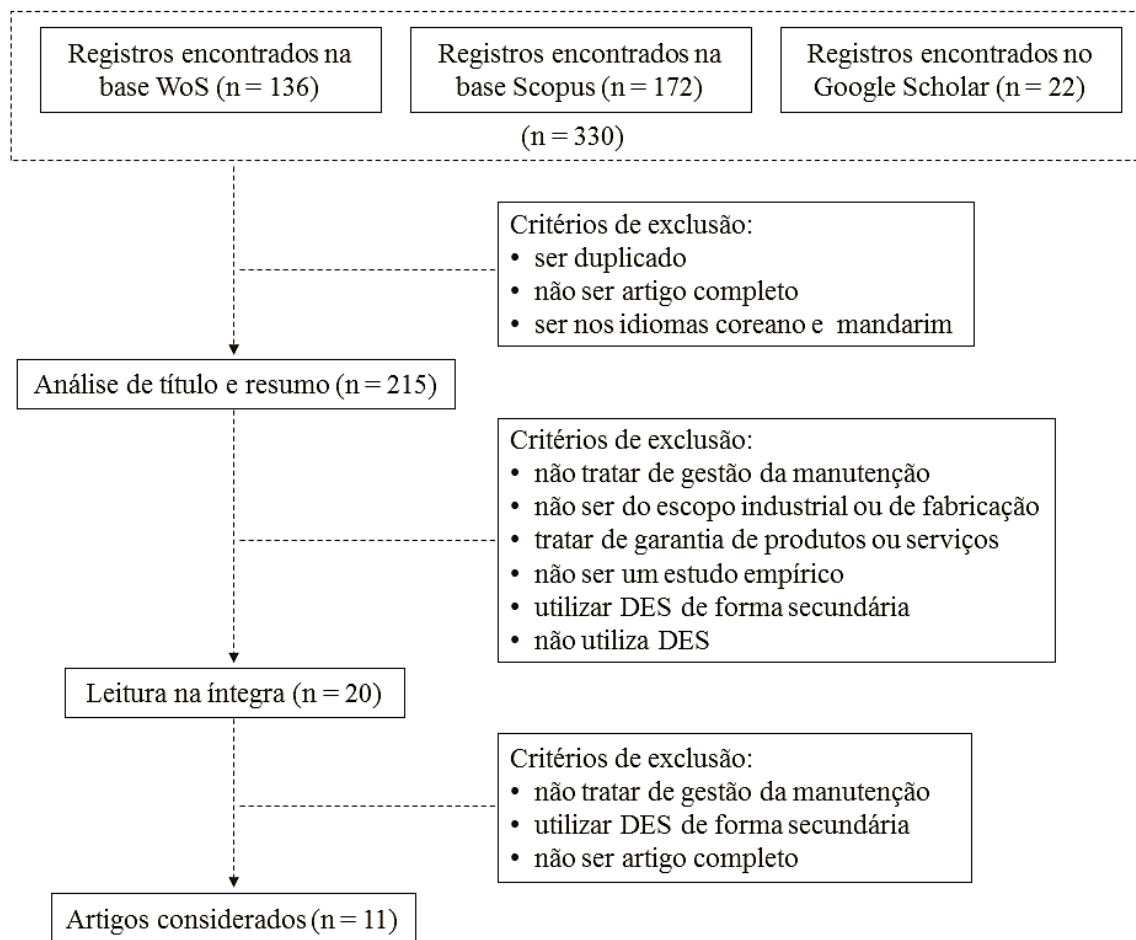 Registros encontrados na
base WoS (n = 136)
Registros encontrados na
base Scopus (n = 172)
Registros encontrados no
Google Scholar (n = 22)
(n = 330)
Critérios de exclusão:
• ser duplicado
• não ser artigo completo
• ser nos idiomas coreano e mandarim
Análise de título e resumo (n = 215)
Critérios de exclusão:
• não tratar de gestão da manutenção
• não ser do escopo industrial ou de fabricação
• tratar de garantia de produtos ou serviços
• não ser um estudo empírico
• utilizar DES de forma secundária
• não utiliza DES
Leitura na íntegra (n = 20)
Critérios de exclusão:
• não tratar de gestão da manutenção
• utilizar DES de forma secundária
• não ser artigo completo
Artigos considerados (n = 11)